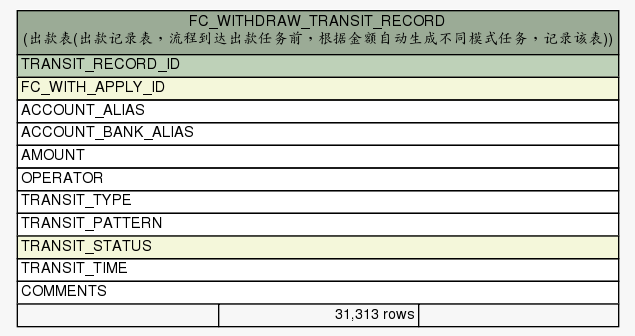 FC_WITHDRAW_TRANSIT_RECORD
(出款表(出款记录表，流程到达出款任务前，根据金额自动生成不同模式任务，记录该表))
TRANSIT_RECORD_ID
FC_WITH_APPLY_ID
ACCOUNT_ALIAS
ACCOUNT_BANK_ALIAS
AMOUNT
OPERATOR
TRANSIT_TYPE
TRANSIT_PATTERN
TRANSIT_STATUS
TRANSIT_TIME
COMMENTS
31,313 rows